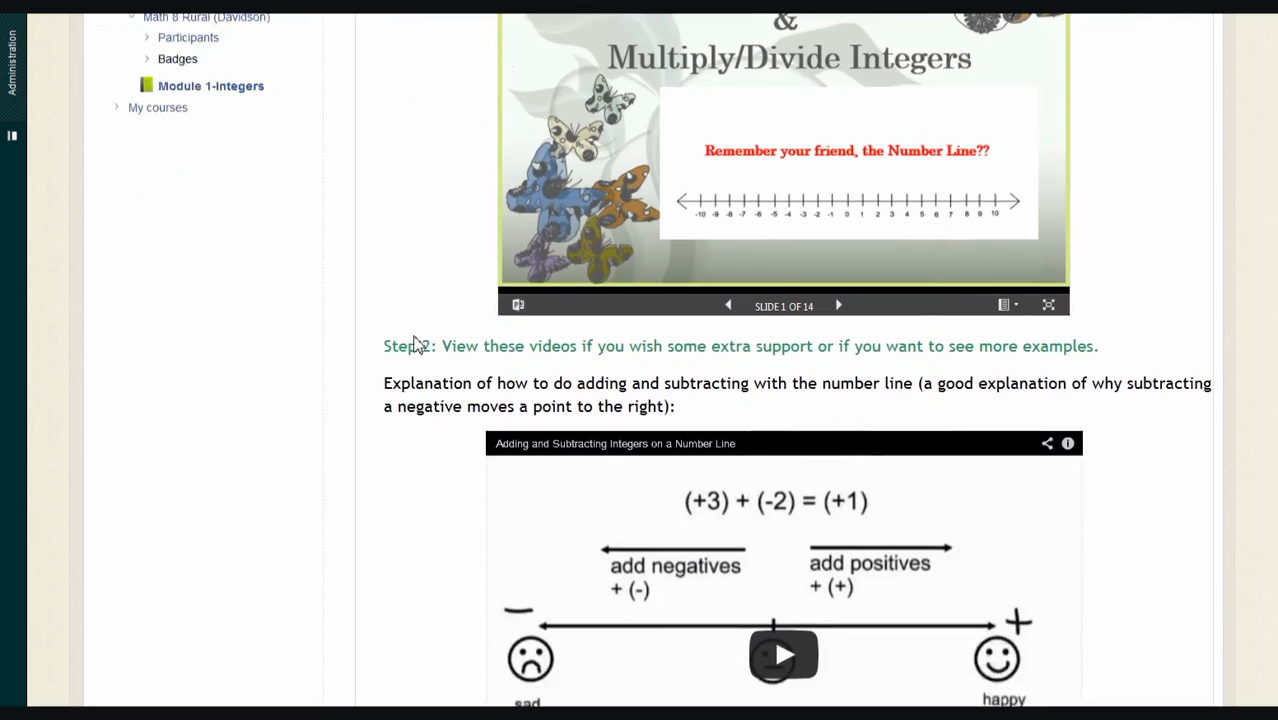 Administration
Math 8 Rural (Davidson)
Participants
Badges
Module 1-Integers
My courses
&
Multiply/Divide Integers
Remember your friend, the Number Line??
-10 -9 -8 -7 -6 -5 -4 -3 -2 -1 0 1 2 3 4 5 6 7 8 9 10
SLIDE 1 OF 14
Step 2: View these videos if you wish some extra support or if you want to see more examples.
Explanation of how to do adding and subtracting with the number line (a good explanation of why subtracting
a negative moves a point to the right):
Adding and Subtracting Integers on a Number Line
(+3) + (-2) = (+1)
add negatives
+ (-)
add positives
+ (+)
− +
sad
happy